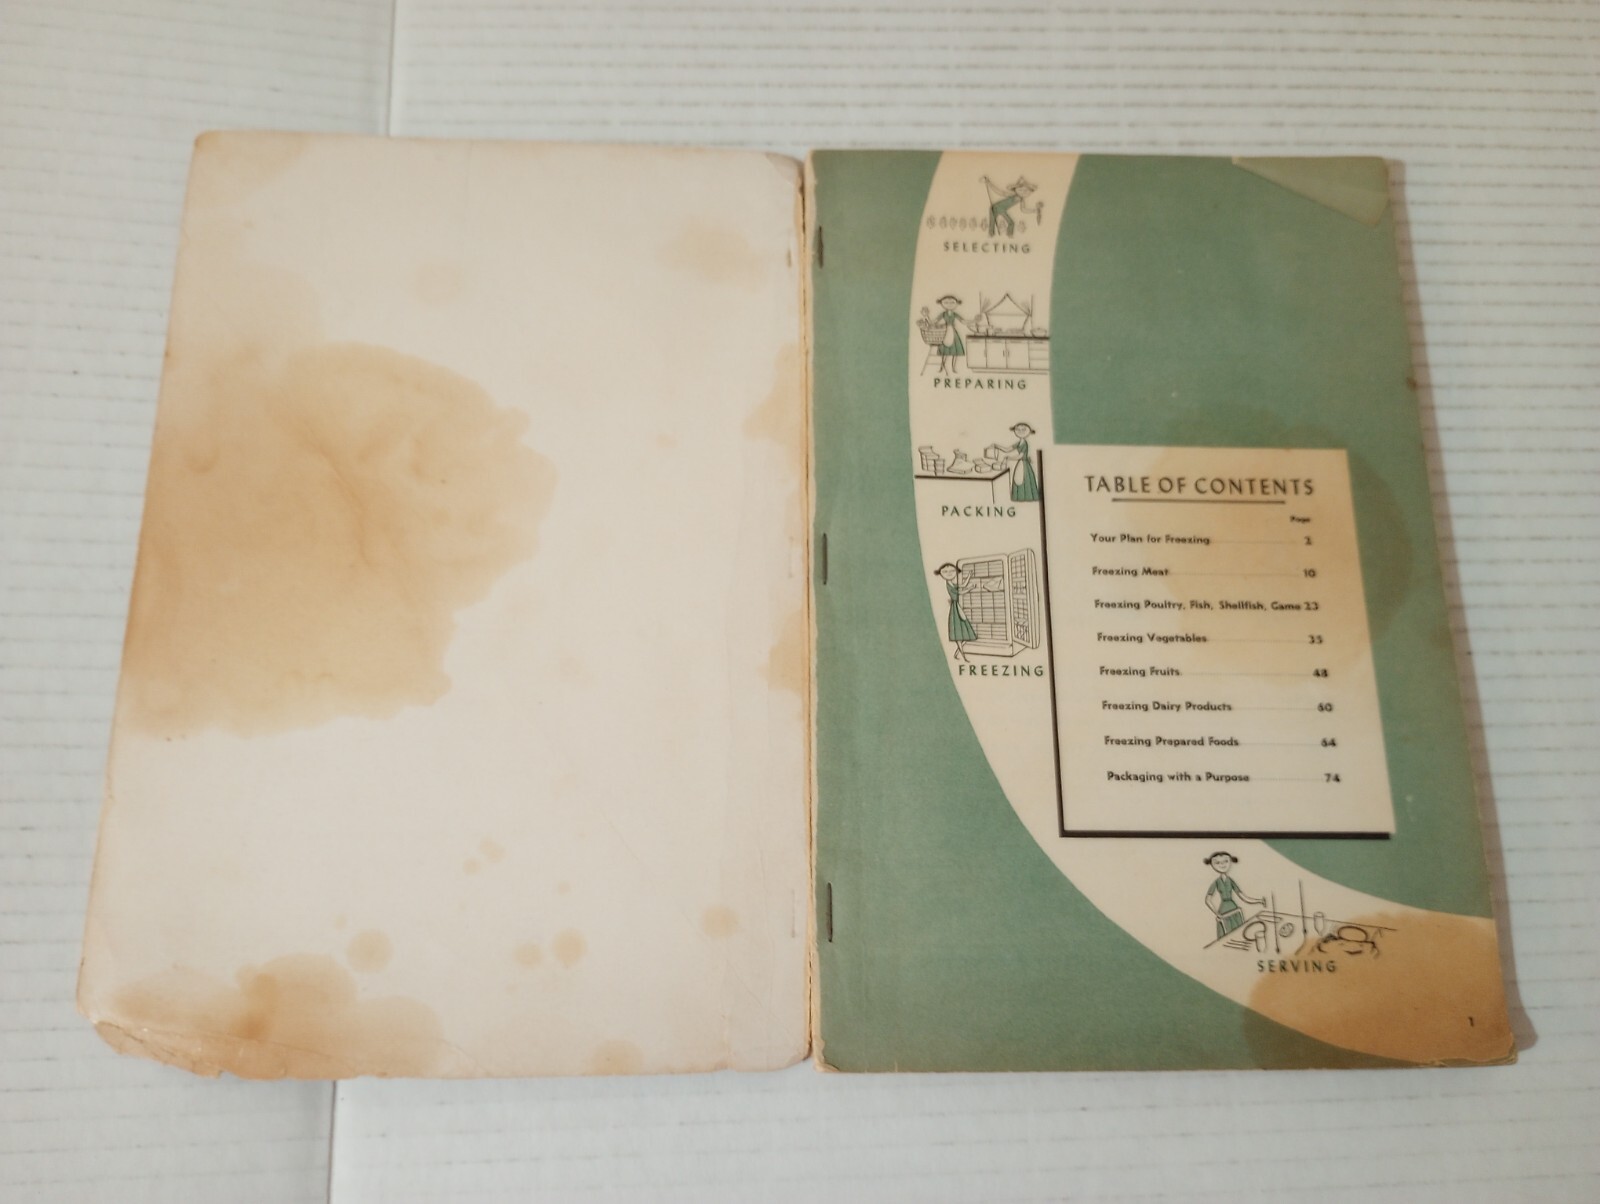 SELECTING
PREPARING
PACKING
FREEZING
TABLE OF CONTENTS
Page
Your Plan for Freezing 2
Freezing Meat 10
Freezing Poultry, Fish, Shellfish, Game 23
Freezing Vegetables 35
Freezing Fruits 48
Freezing Dairy Products 60
Freezing Prepared Foods 64
Packaging with a Purpose 74
SERVING
1